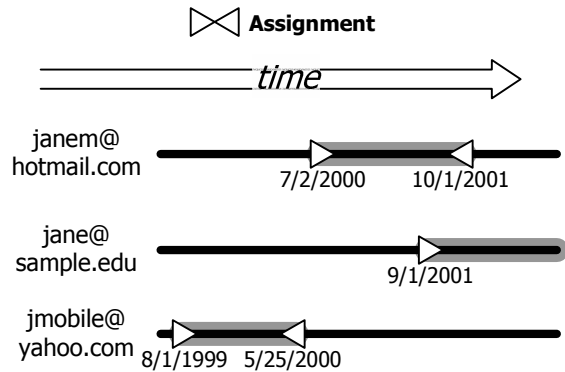 Assignment
time
janem@
hotmail.com
7/2/2000 10/1/2001
jane@
sample.edu
9/1/2001
jmobile@
yahoo.com
8/1/1999 5/25/2000